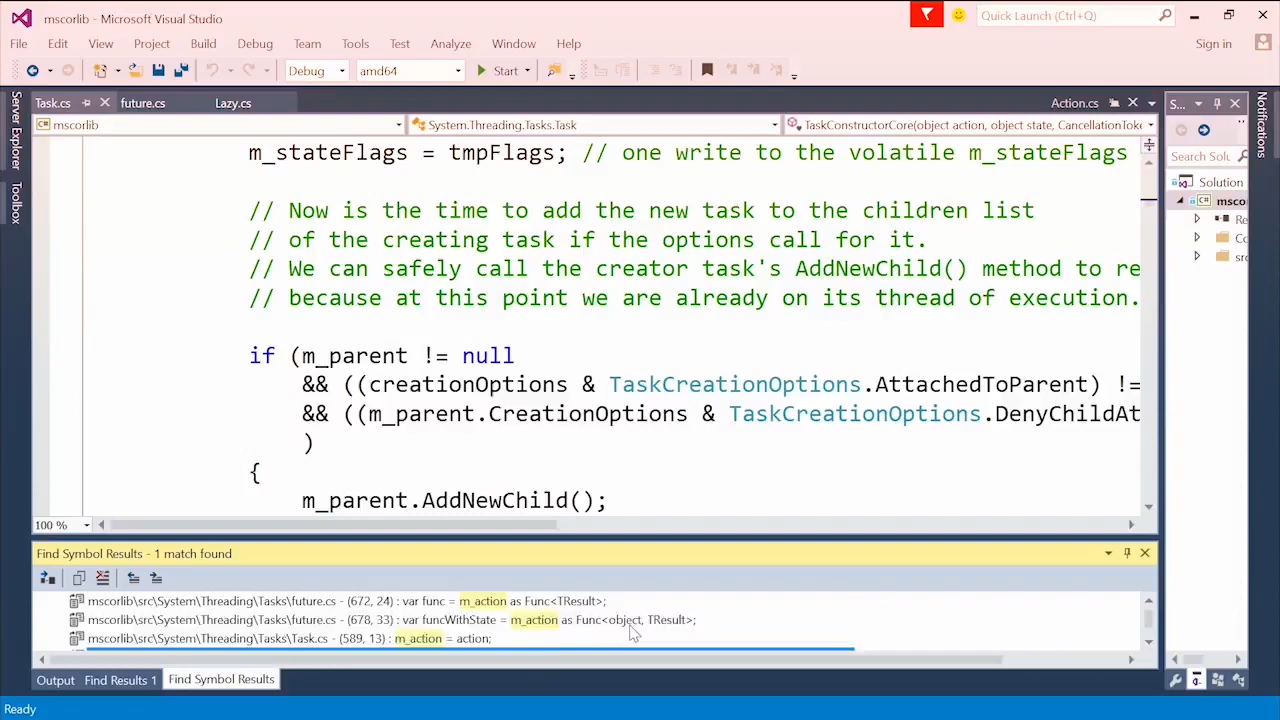 mscorlib - Microsoft Visual Studio
Quick Launch (Ctrl+Q)
File Edit View Project Build Debug Team Tools Test Analyze Window Help
Sign in
Debug amd64 Start
Server Explorer
Toolbox
Task.cs future.cs Lazy.cs Action.cs
mscorlib System.Threading.Tasks.Task TaskConstructorCore(object action, object state, CancellationToke
m_stateFlags = tmpFlags; // one write to the volatile m_stateFlags
// Now is the time to add the new task to the children list
// of the creating task if the options call for it.
// We can safely call the creator task's AddNewChild() method to re
// because at this point we are already on its thread of execution.
if (m_parent != null
&& ((creationOptions & TaskCreationOptions.AttachedToParent) !=
&& ((m_parent.CreationOptions & TaskCreationOptions.DenyChildAt
)
{
m_parent.AddNewChild();
100 %
S...
Search Solu
Solution
mscor
Re
Co
src
Notifications
Find Symbol Results - 1 match found
mscorlib\src\System\Threading\Tasks\future.cs - (672, 24) : var func = m_action as Func<TResult>;
mscorlib\src\System\Threading\Tasks\future.cs - (678, 33) : var funcWithState = m_action as Func<object, TResult>;
mscorlib\src\System\Threading\Tasks\Task.cs - (589, 13) : m_action = action;
Output Find Results 1 Find Symbol Results
Ready